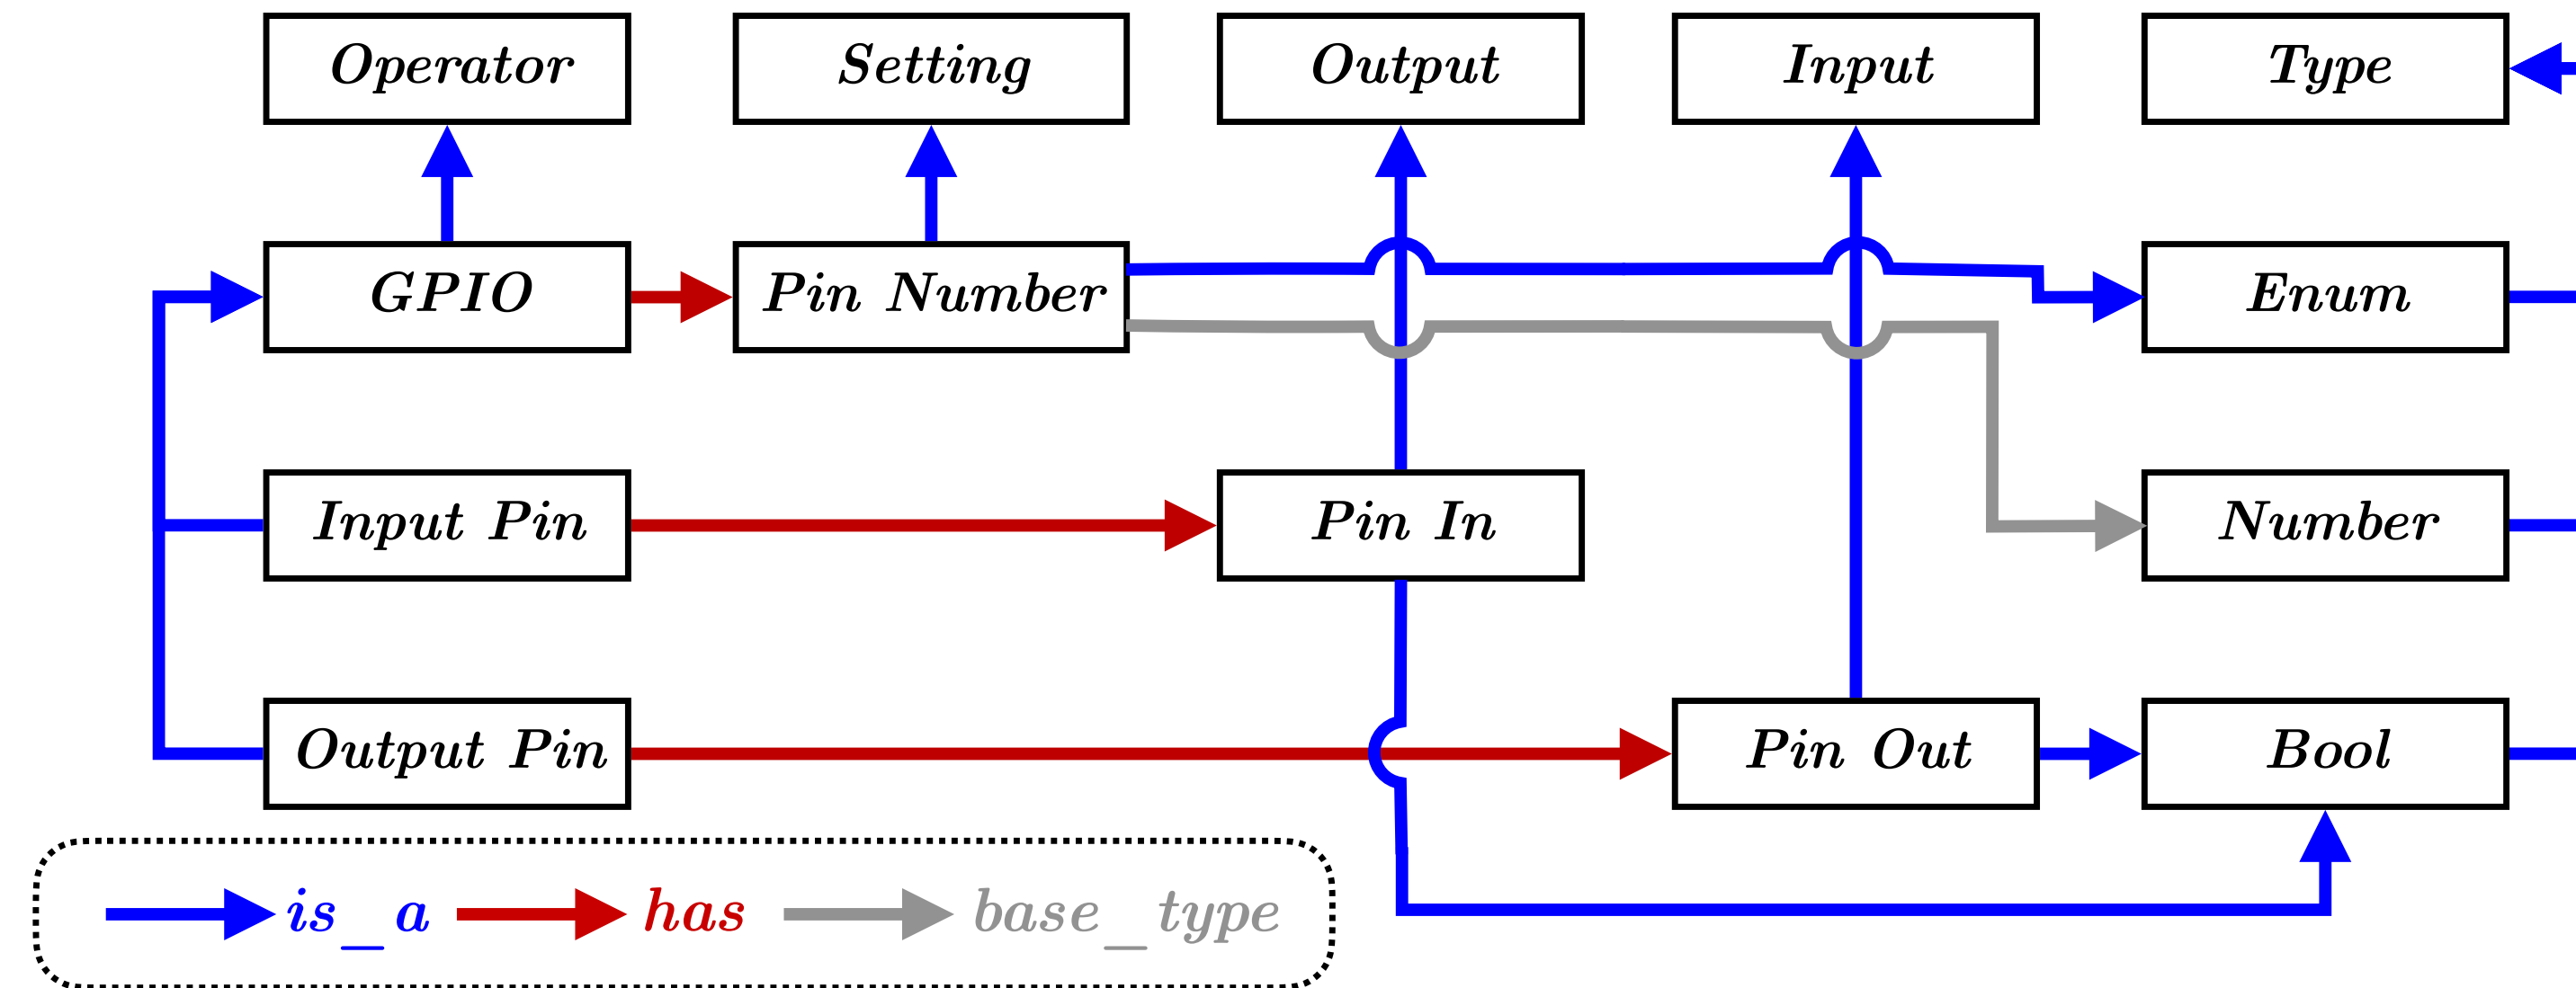 Operator Setting Output Input Type
GPIO Pin Number Enum
Input Pin Pin In Number
Output Pin Pin Out Bool
is_a has base_type